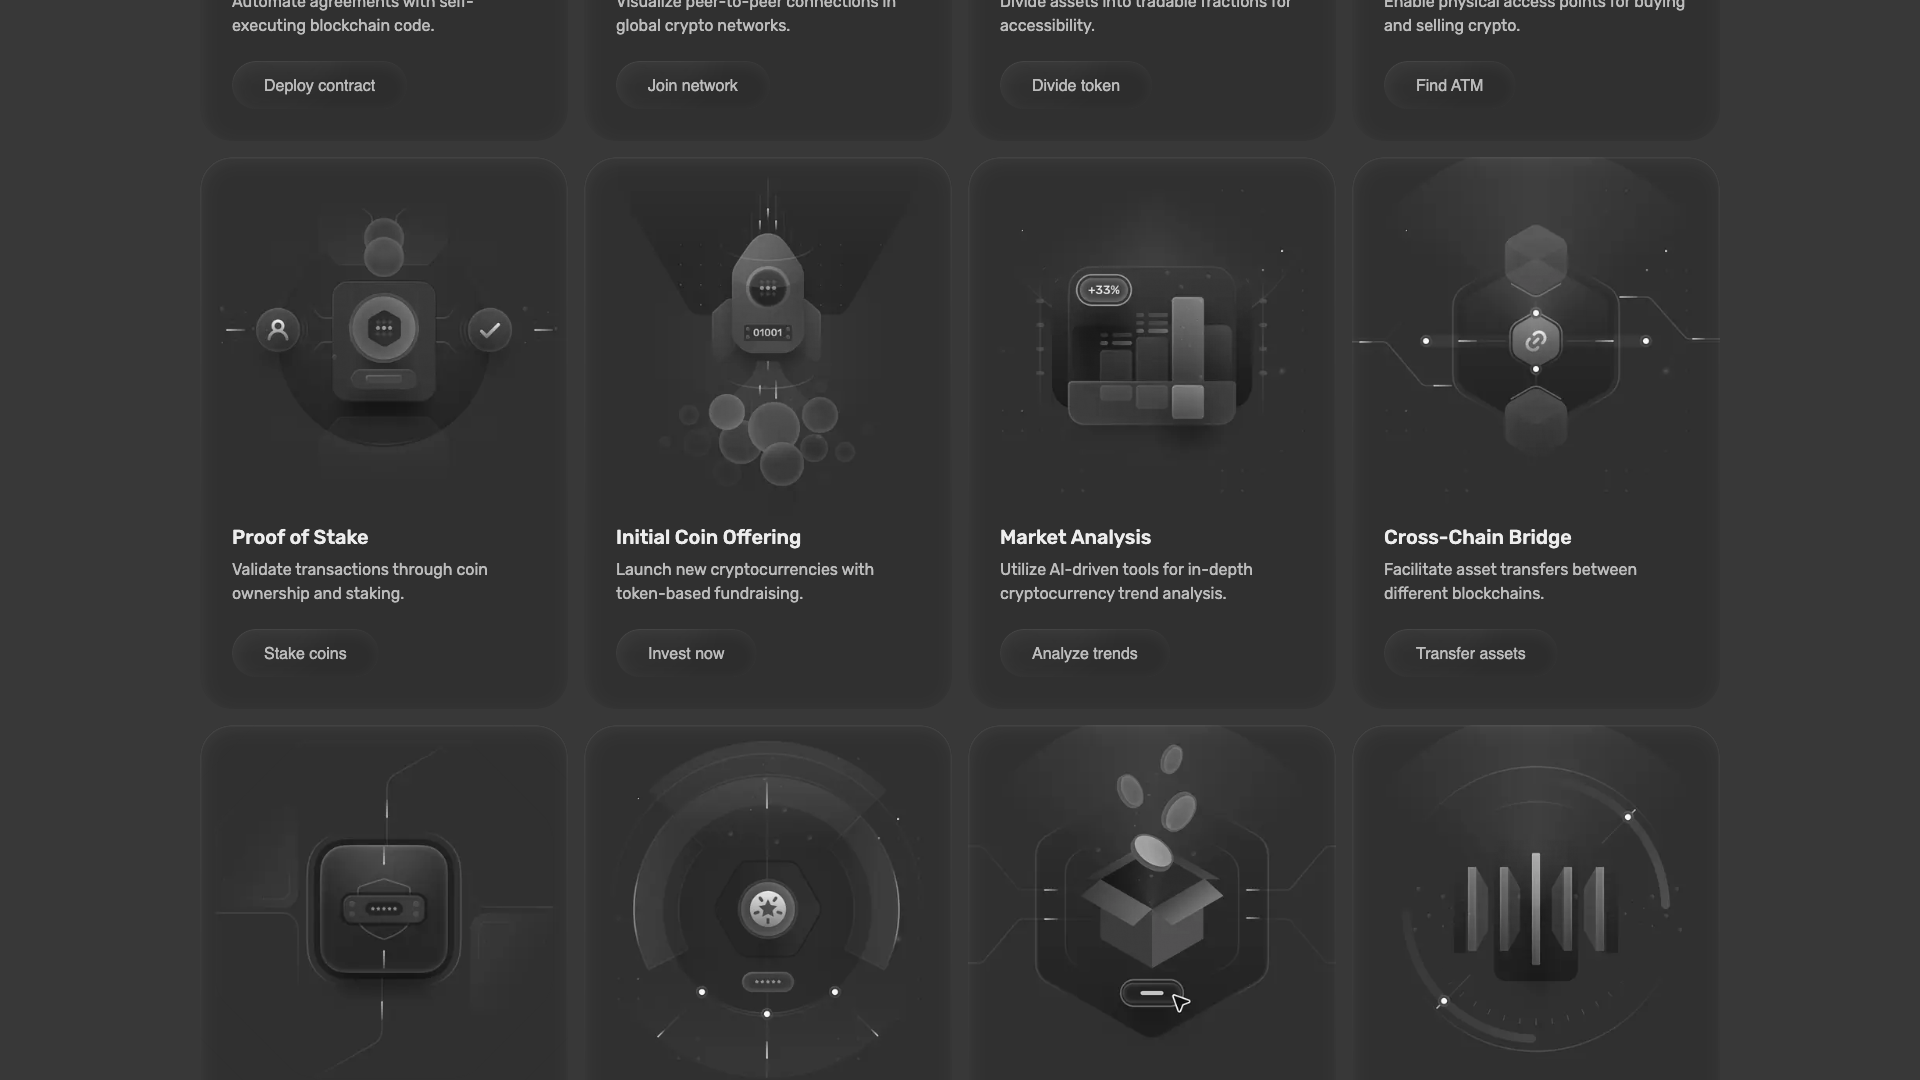 Automate agreements with self-
executing blockchain code.
Deploy contract
Visualize peer-to-peer connections in
global crypto networks.
Join network
Divide assets into tradable fractions for
accessibility.
Divide token
Enable physical access points for buying
and selling crypto.
Find ATM
Proof of Stake
Validate transactions through coin
ownership and staking.
Stake coins
01001
Initial Coin Offering
Launch new cryptocurrencies with
token-based fundraising.
Invest now
+33%
Market Analysis
Utilize AI-driven tools for in-depth
cryptocurrency trend analysis.
Analyze trends
Cross-Chain Bridge
Facilitate asset transfers between
different blockchains.
Transfer assets